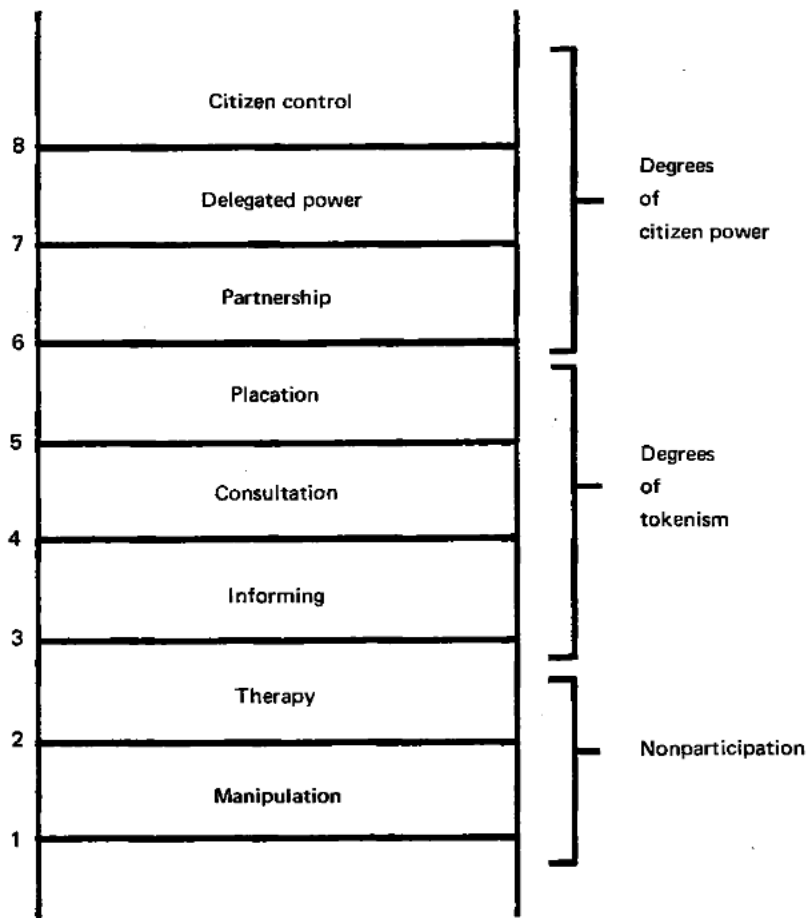 Citizen control
8
Delegated power
7
Partnership
6
Placation
5
Consultation
4
Informing
3
Therapy
2
Manipulation
1
Degrees
of
citizen power
Degrees
of
tokenism
Nonparticipation